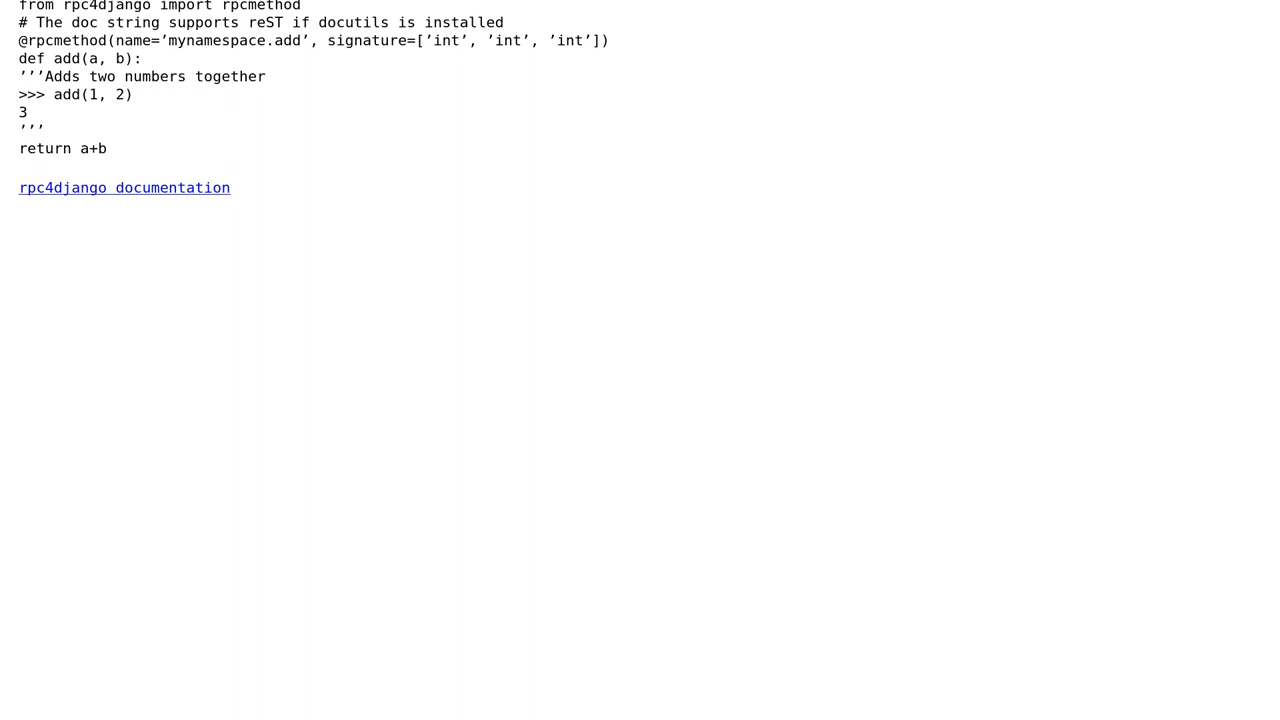 from rpc4django import rpcmethod
# The doc string supports reST if docutils is installed
@rpcmethod(name=’mynamespace.add’, signature=[’int’, ’int’, ’int’])
def add(a, b):
’’’Adds two numbers together
>>> add(1, 2)
3
’’’
return a+b
rpc4django documentation